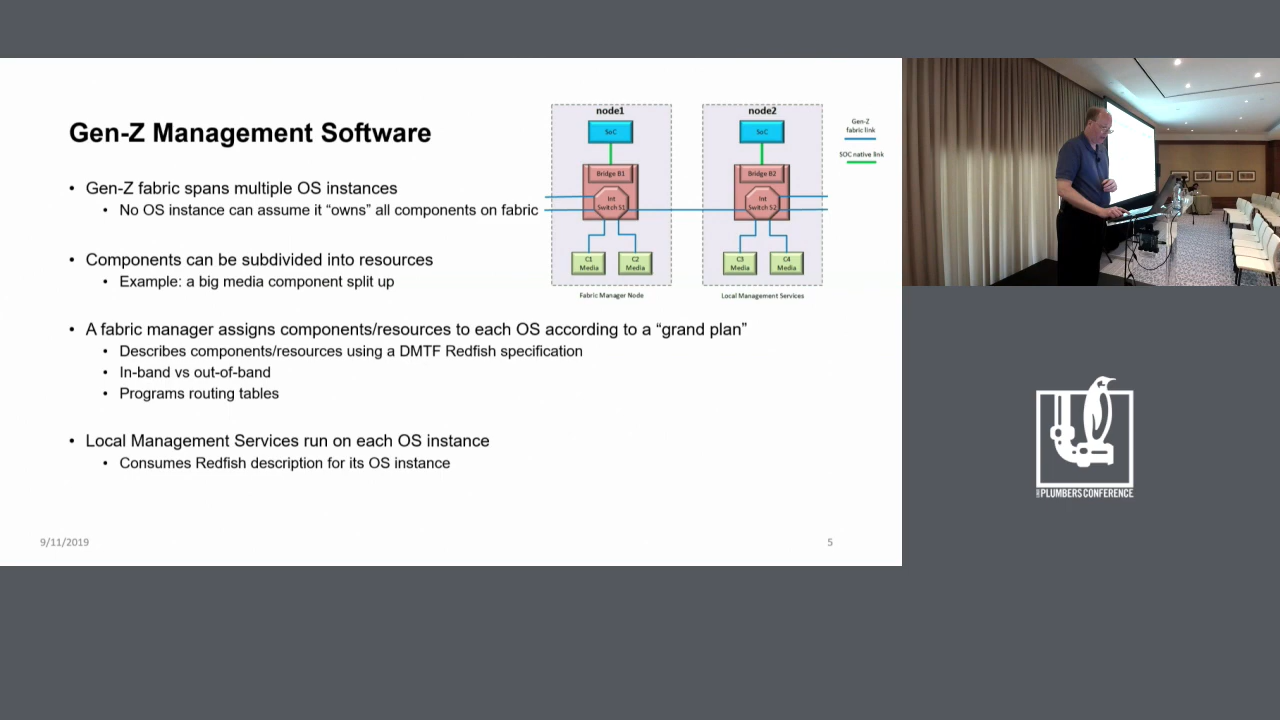 Gen-Z Management Software
• Gen-Z fabric spans multiple OS instances
• No OS instance can assume it “owns” all components on fabric
• Components can be subdivided into resources
• Example: a big media component split up
• A fabric manager assigns components/resources to each OS according to a “grand plan”
• Describes components/resources using a DMTF Redfish specification
• In-band vs out-of-band
• Programs routing tables
• Local Management Services run on each OS instance
• Consumes Redfish description for its OS instance
node1
SoC
Bridge B1
Int
Switch S1
C1
Media
C2
Media
Fabric Manager Node
node2
SoC
Bridge B2
Int
Switch S2
C3
Media
C4
Media
Local Management Services
Gen-Z
fabric link
SOC native link
9/11/2019
5
PLUMBERS CONFERENCE